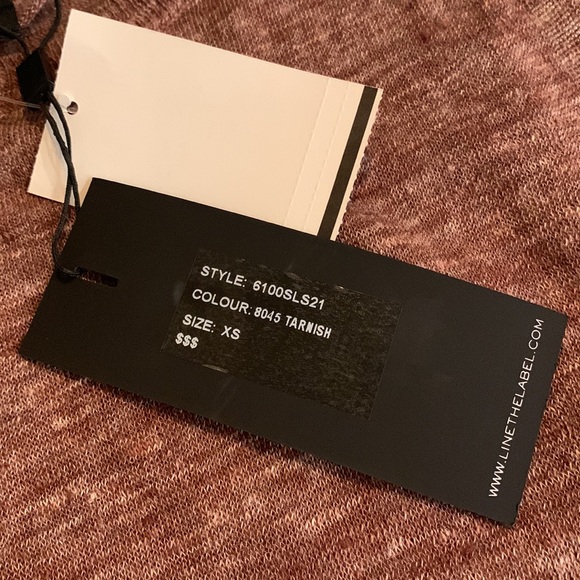 STYLE: 6100SLS21
COLOUR: 8045 TARNISH
SIZE: XS
$$$
www.LINETHELABEL.COM